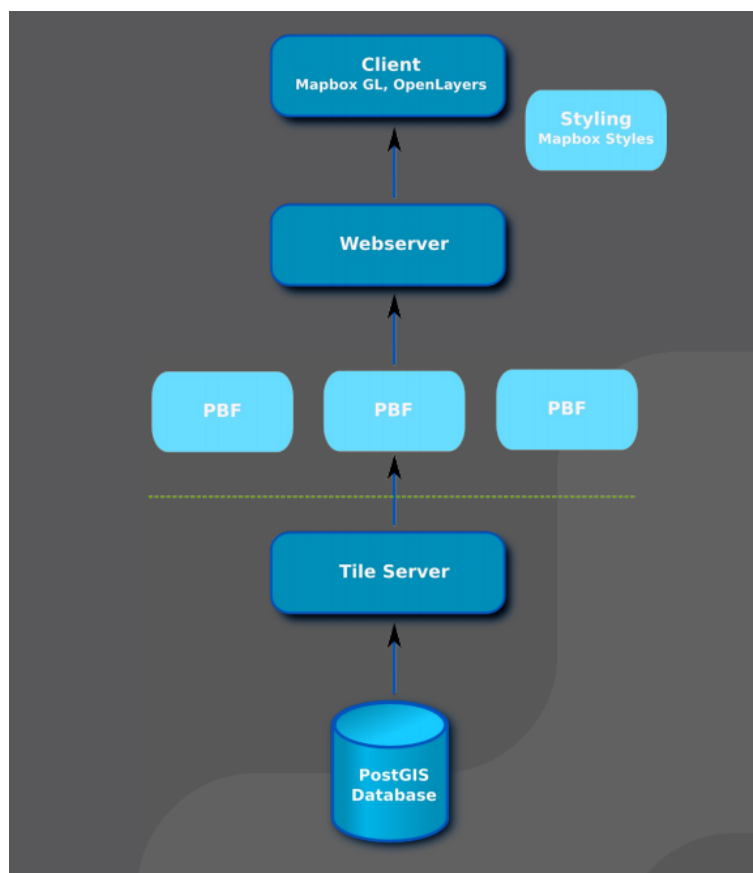 Client
Mapbox GL, OpenLayers
Styling
Mapbox Styles
Webserver
PBF
PBF
PBF
Tile Server
PostGIS
Database